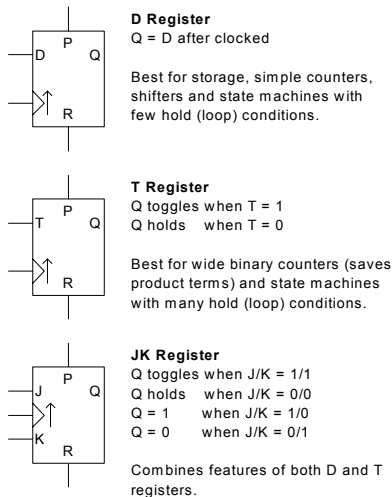 D Register
Q = D after clocked
Best for storage, simple counters,
shifters and state machines with
few hold (loop) conditions.
P
D
Q
R
T Register
Q toggles when T = 1
Q holds when T = 0
Best for wide binary counters (saves
product terms) and state machines
with many hold (loop) conditions.
P
T
Q
R
JK Register
Q toggles when J/K = 1/1
Q holds when J/K = 0/0
Q = 1 when J/K = 1/0
Q = 0 when J/K = 0/1
Combines features of both D and T
registers.
P
J
Q
K
R